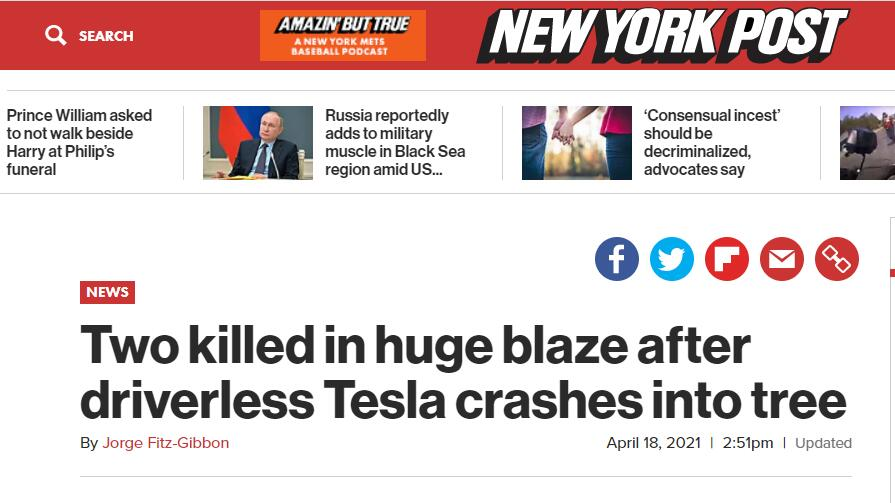 SEARCH
AMAZIN' BUT TRUE
A NEW YORK METS
BASEBALL PODCAST
NEW YORK POST
Prince William asked
to not walk beside
Harry at Philip's
funeral
Russia reportedly
adds to military
muscle in Black Sea
region amid US...
‘Consensual incest’
should be
decriminalized,
advocates say
NEWS
Two killed in huge blaze after
driverless Tesla crashes into tree
By Jorge Fitz-Gibbon
April 18, 2021 | 2:51pm | Updated